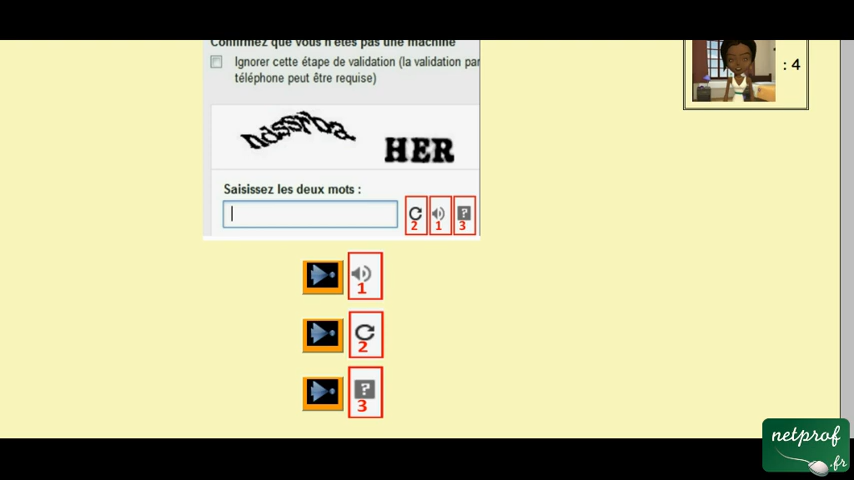 Confirmez que vous n'êtes pas une machine
Ignorer cette étape de validation (la validation par
téléphone peut être requise)
: 4
HER
Saisissez les deux mots :
2 1 3
1
2
? 3
netprof
.fr